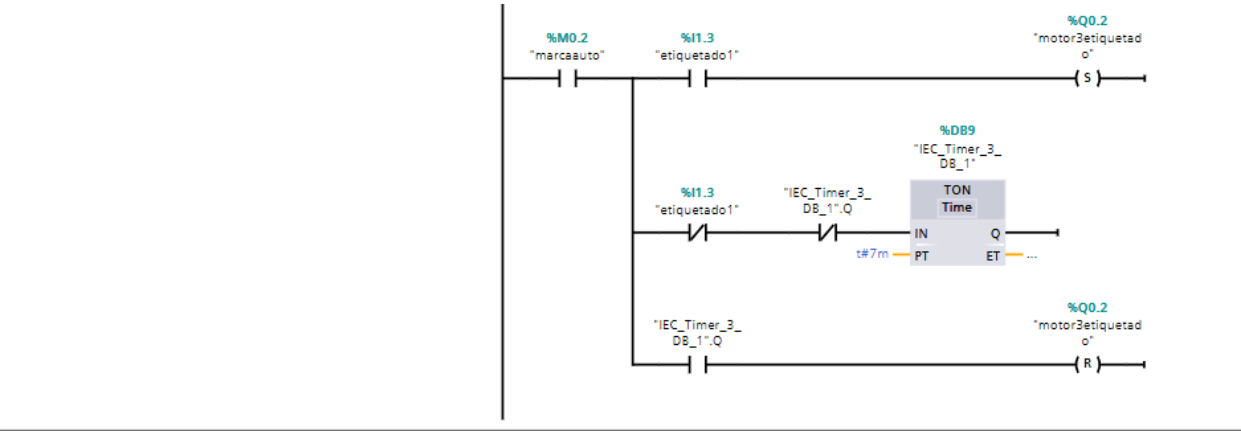 %Q0.2
%M0.2 %I1.3 "motor3etiquetad
"marcaauto" "etiquetado1" o"
S
%DB9
"IEC_Timer_3_
DB_1"
%I1.3 "IEC_Timer_3_ TON
"etiquetado1" DB_1".Q Time
IN Q
t#7m PT ET ...
%Q0.2
"IEC_Timer_3_ "motor3etiquetad
DB_1".Q o"
R